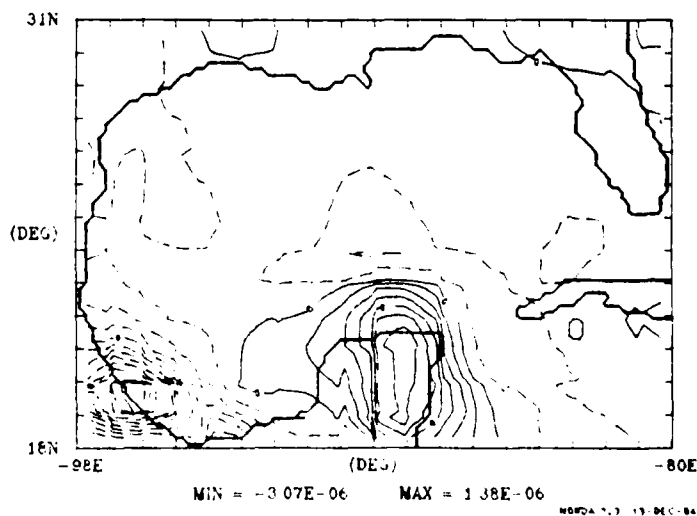 31N
(DEG)
18N
-98E (DEG) -80E
MIN = -3.07E-06 MAX = 1.38E-06